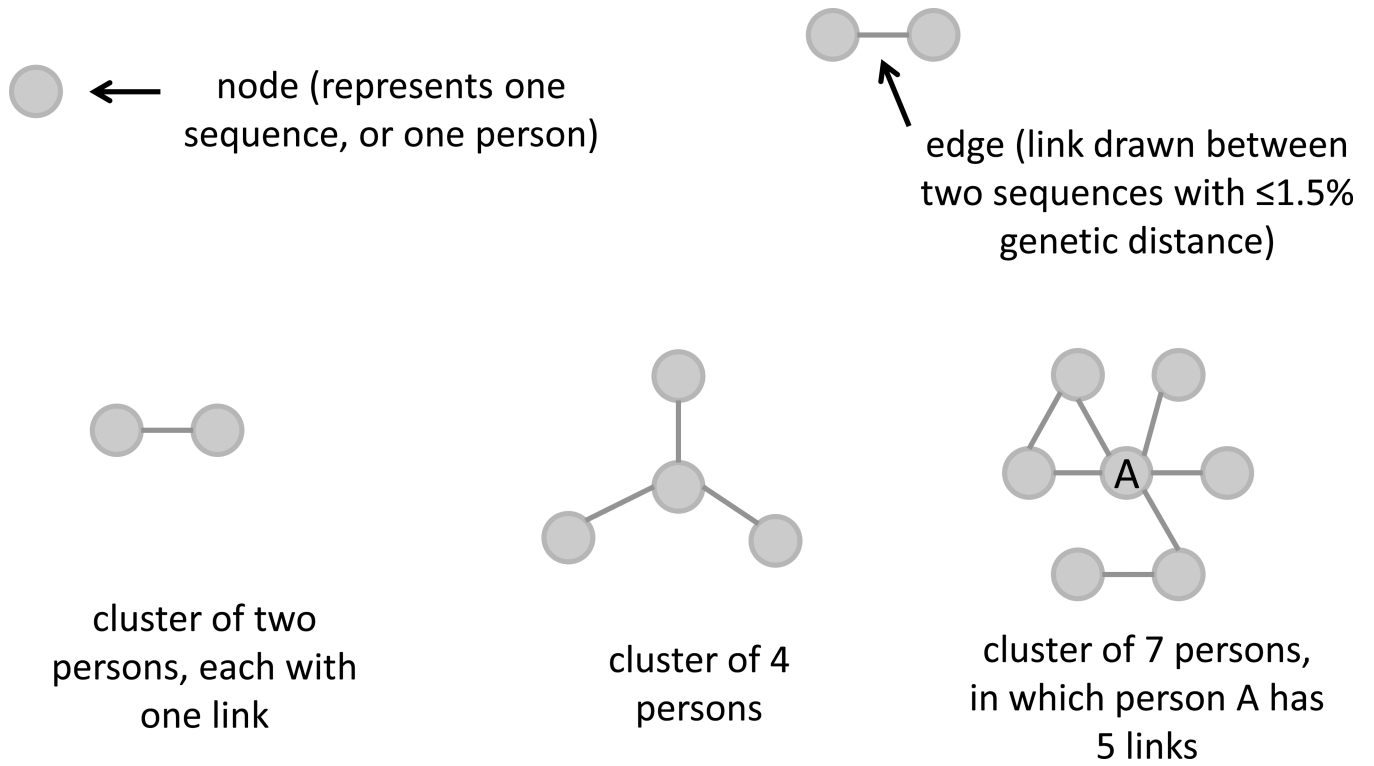 node (represents one
sequence, or one person)
edge (link drawn between
two sequences with ≤1.5%
genetic distance)
A
cluster of two
persons, each with
one link
cluster of 4
persons
cluster of 7 persons,
in which person A has
5 links